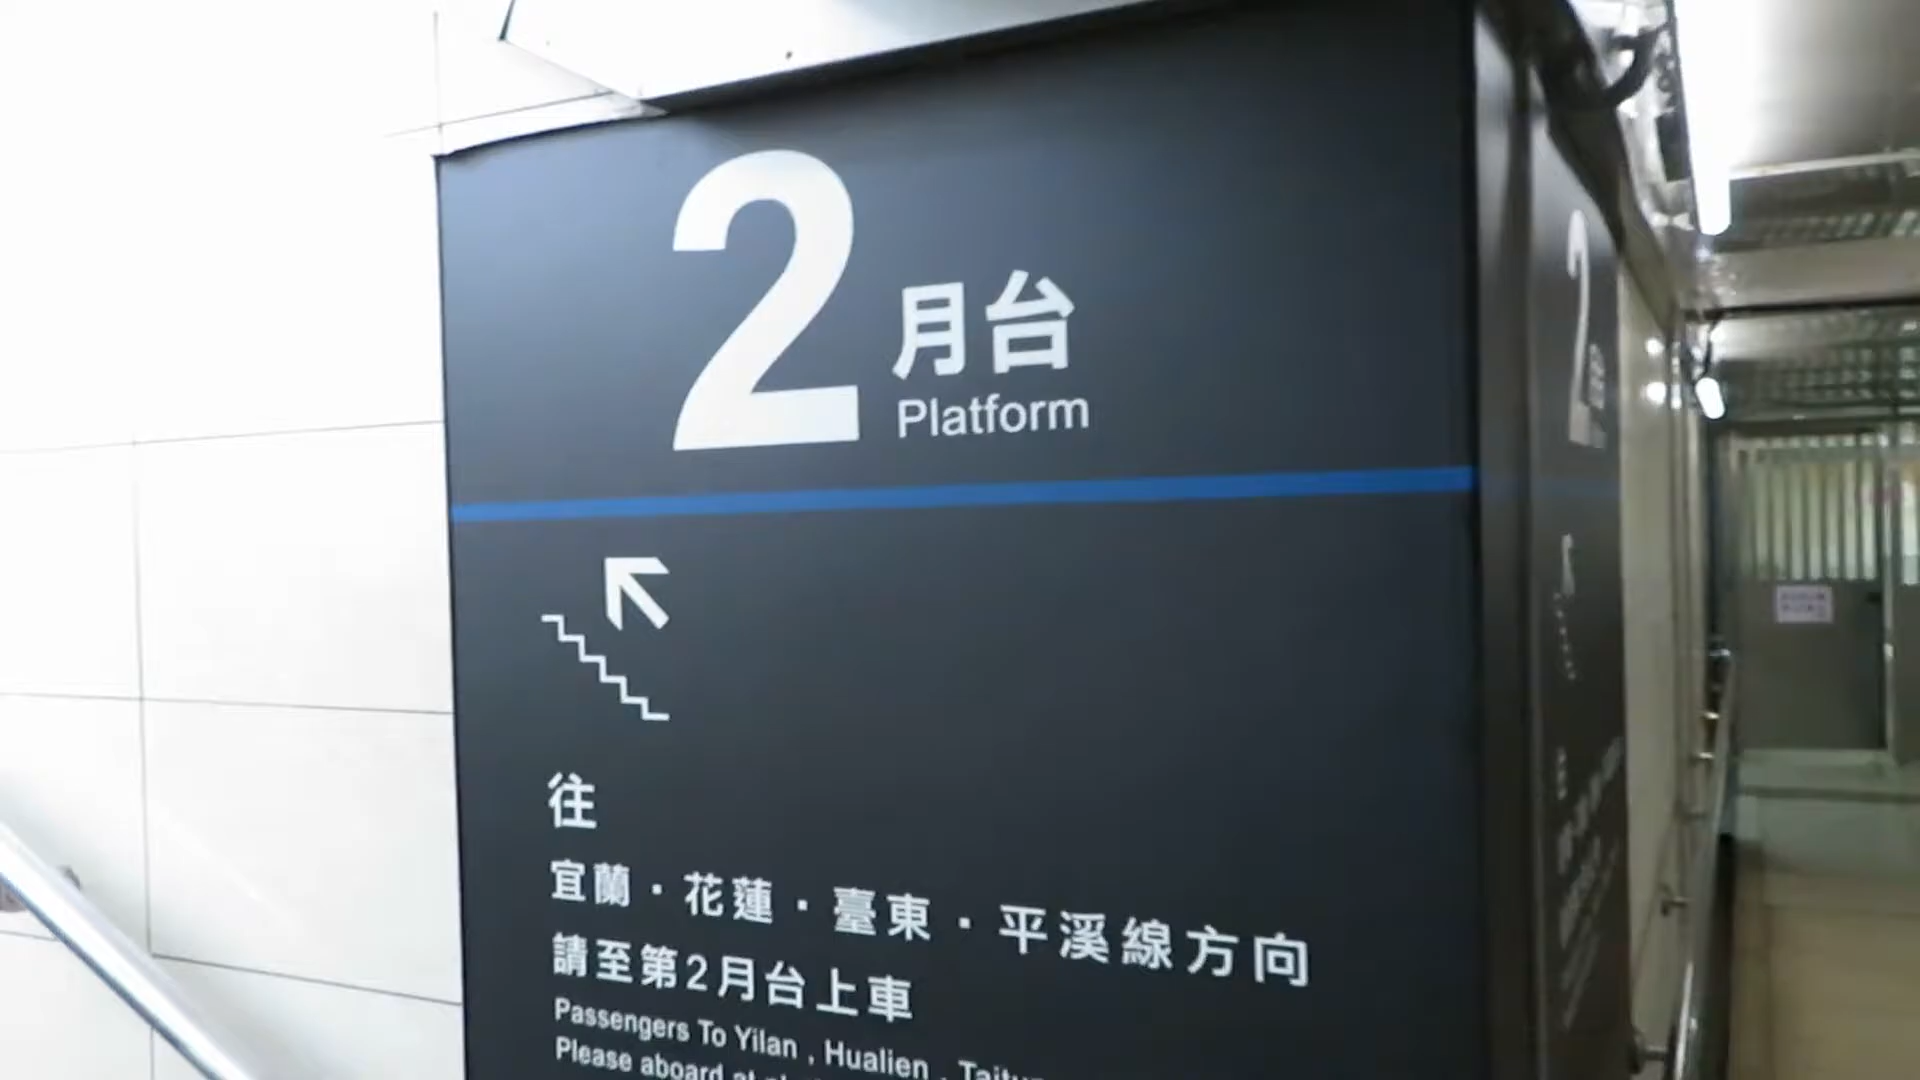 2 月台
Platform
往
宜蘭・花蓮・臺東・平溪線方向
請至第2月台上車
Passengers To Yilan , Hualien ,
Please aboard at